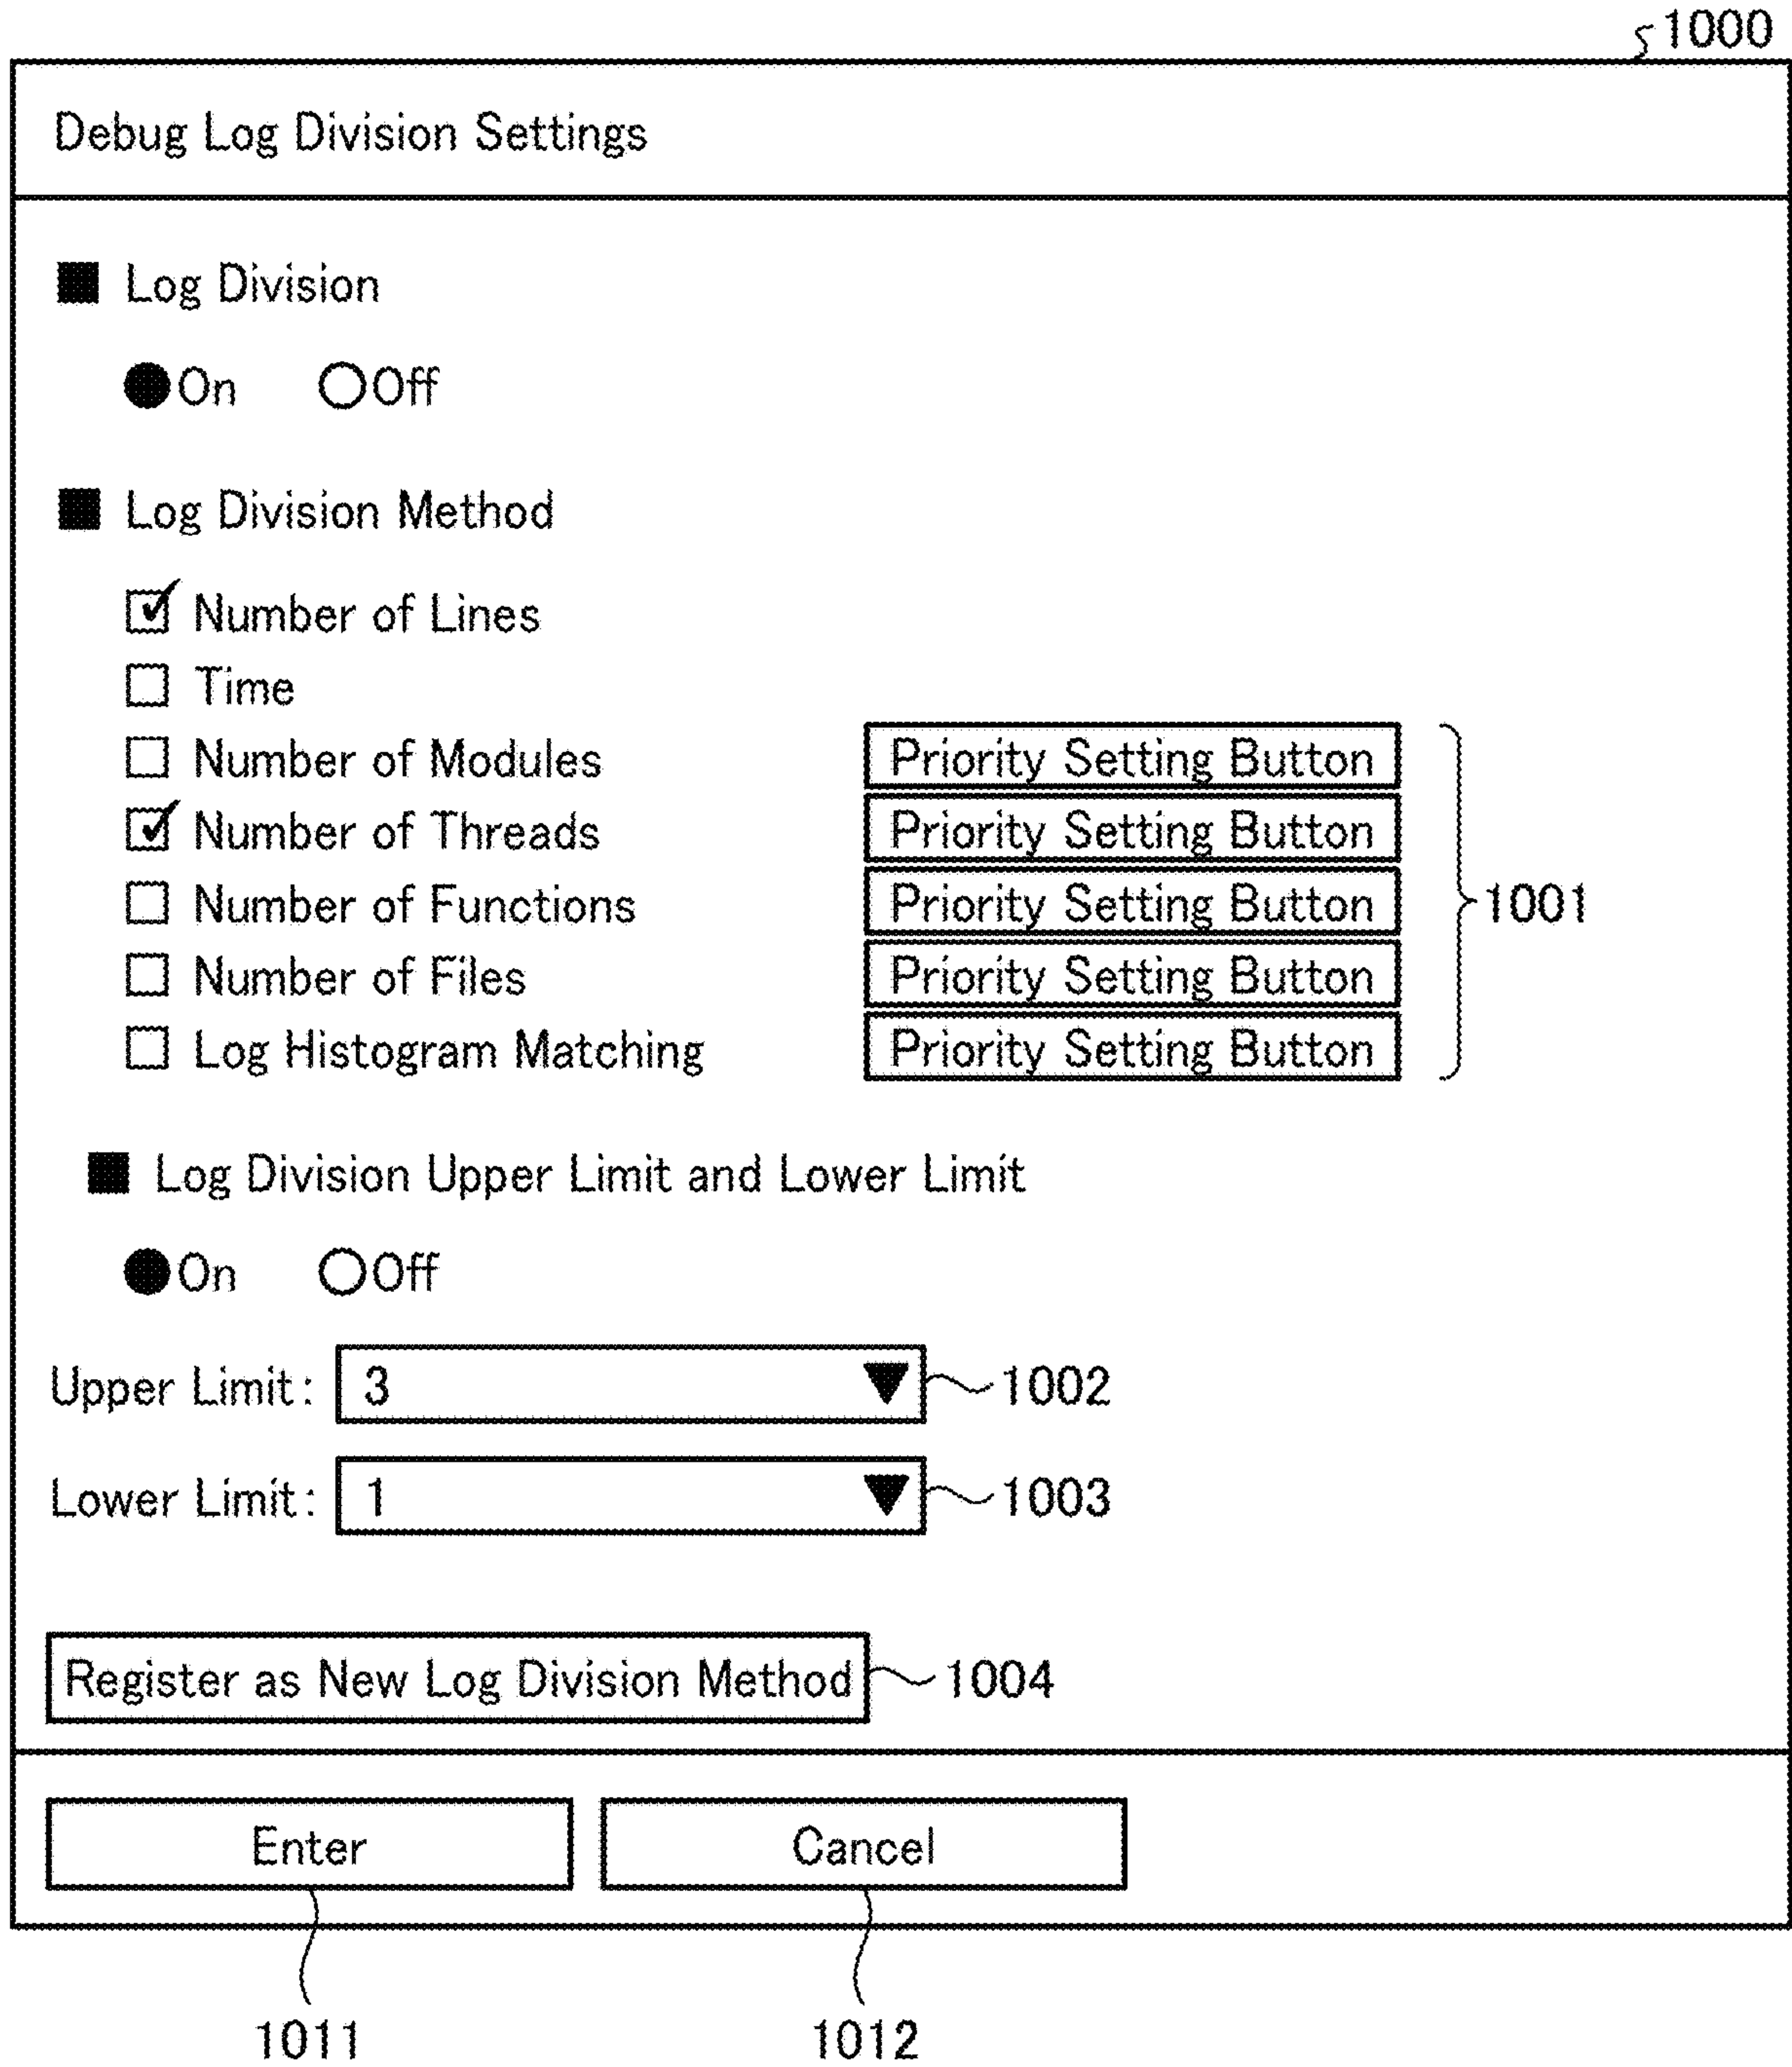 1000
Debug Log Division Settings
■ Log Division
On Off
■ Log Division Method
Number of Lines
Time
Number of Modules Priority Setting Button
Number of Threads Priority Setting Button
Number of Functions Priority Setting Button 1001
Number of Files Priority Setting Button
Log Histogram Matching Priority Setting Button
■ Log Division Upper Limit and Lower Limit
On Off
Upper Limit: 3 1002
Lower Limit: 1 1003
Register as New Log Division Method 1004
Enter Cancel
1011 1012